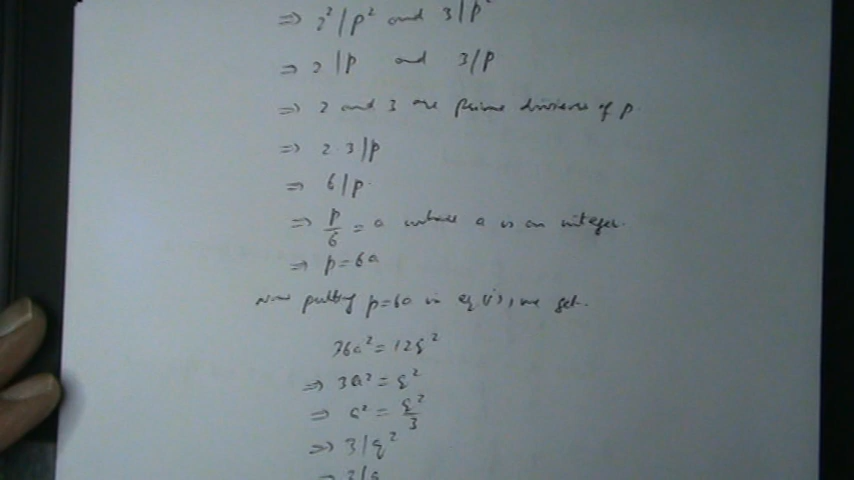 ⇒ 2²/p² and 3/p²
⇒ 2/p and 3/p
⇒ 2 and 3 are prime divisors of p.
⇒ 2.3/p
⇒ 6/p.
⇒ p/6 = a where a is an integer.
⇒ p=6a
Now putting p=6a in eq (i), we get.
36a² = 12q²
⇒ 3a² = q²
⇒ a² = q²/3
⇒ 3/q²
⇒ 3/q